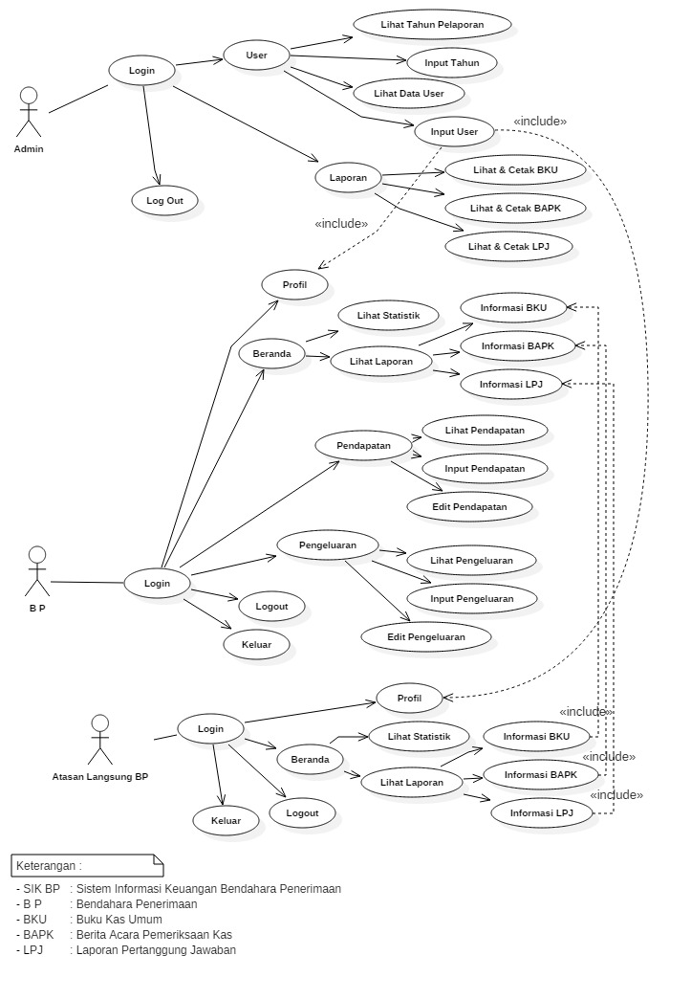 Lihat Tahun Pelaporan
User
Input Tahun
Login
Lihat Data User
Admin
Input User
«include»
Laporan
Lihat & Cetak BKU
Log Out
Lihat & Cetak BAPK
«include»
Lihat & Cetak LPJ
Profil
Lihat Statistik
Informasi BKU
Beranda
Lihat Laporan
Informasi BAPK
Informasi LPJ
Pendapatan
Lihat Pendapatan
Input Pendapatan
Edit Pendapatan
Pengeluaran
Lihat Pengeluaran
Login
Input Pengeluaran
B P
Logout
Keluar
Edit Pengeluaran
Profil
«include»
Login
Lihat Statistik
Informasi BKU
Beranda
«include»
Atasan Langsung BP
Lihat Laporan
Informasi BAPK
«include»
Keluar
Logout
Informasi LPJ
Keterangan :
- SIK BP : Sistem Informasi Keuangan Bendahara Penerimaan
- B P : Bendahara Penerimaan
- BKU : Buku Kas Umum
- BAPK : Berita Acara Pemeriksaan Kas
- LPJ : Laporan Pertanggung Jawaban